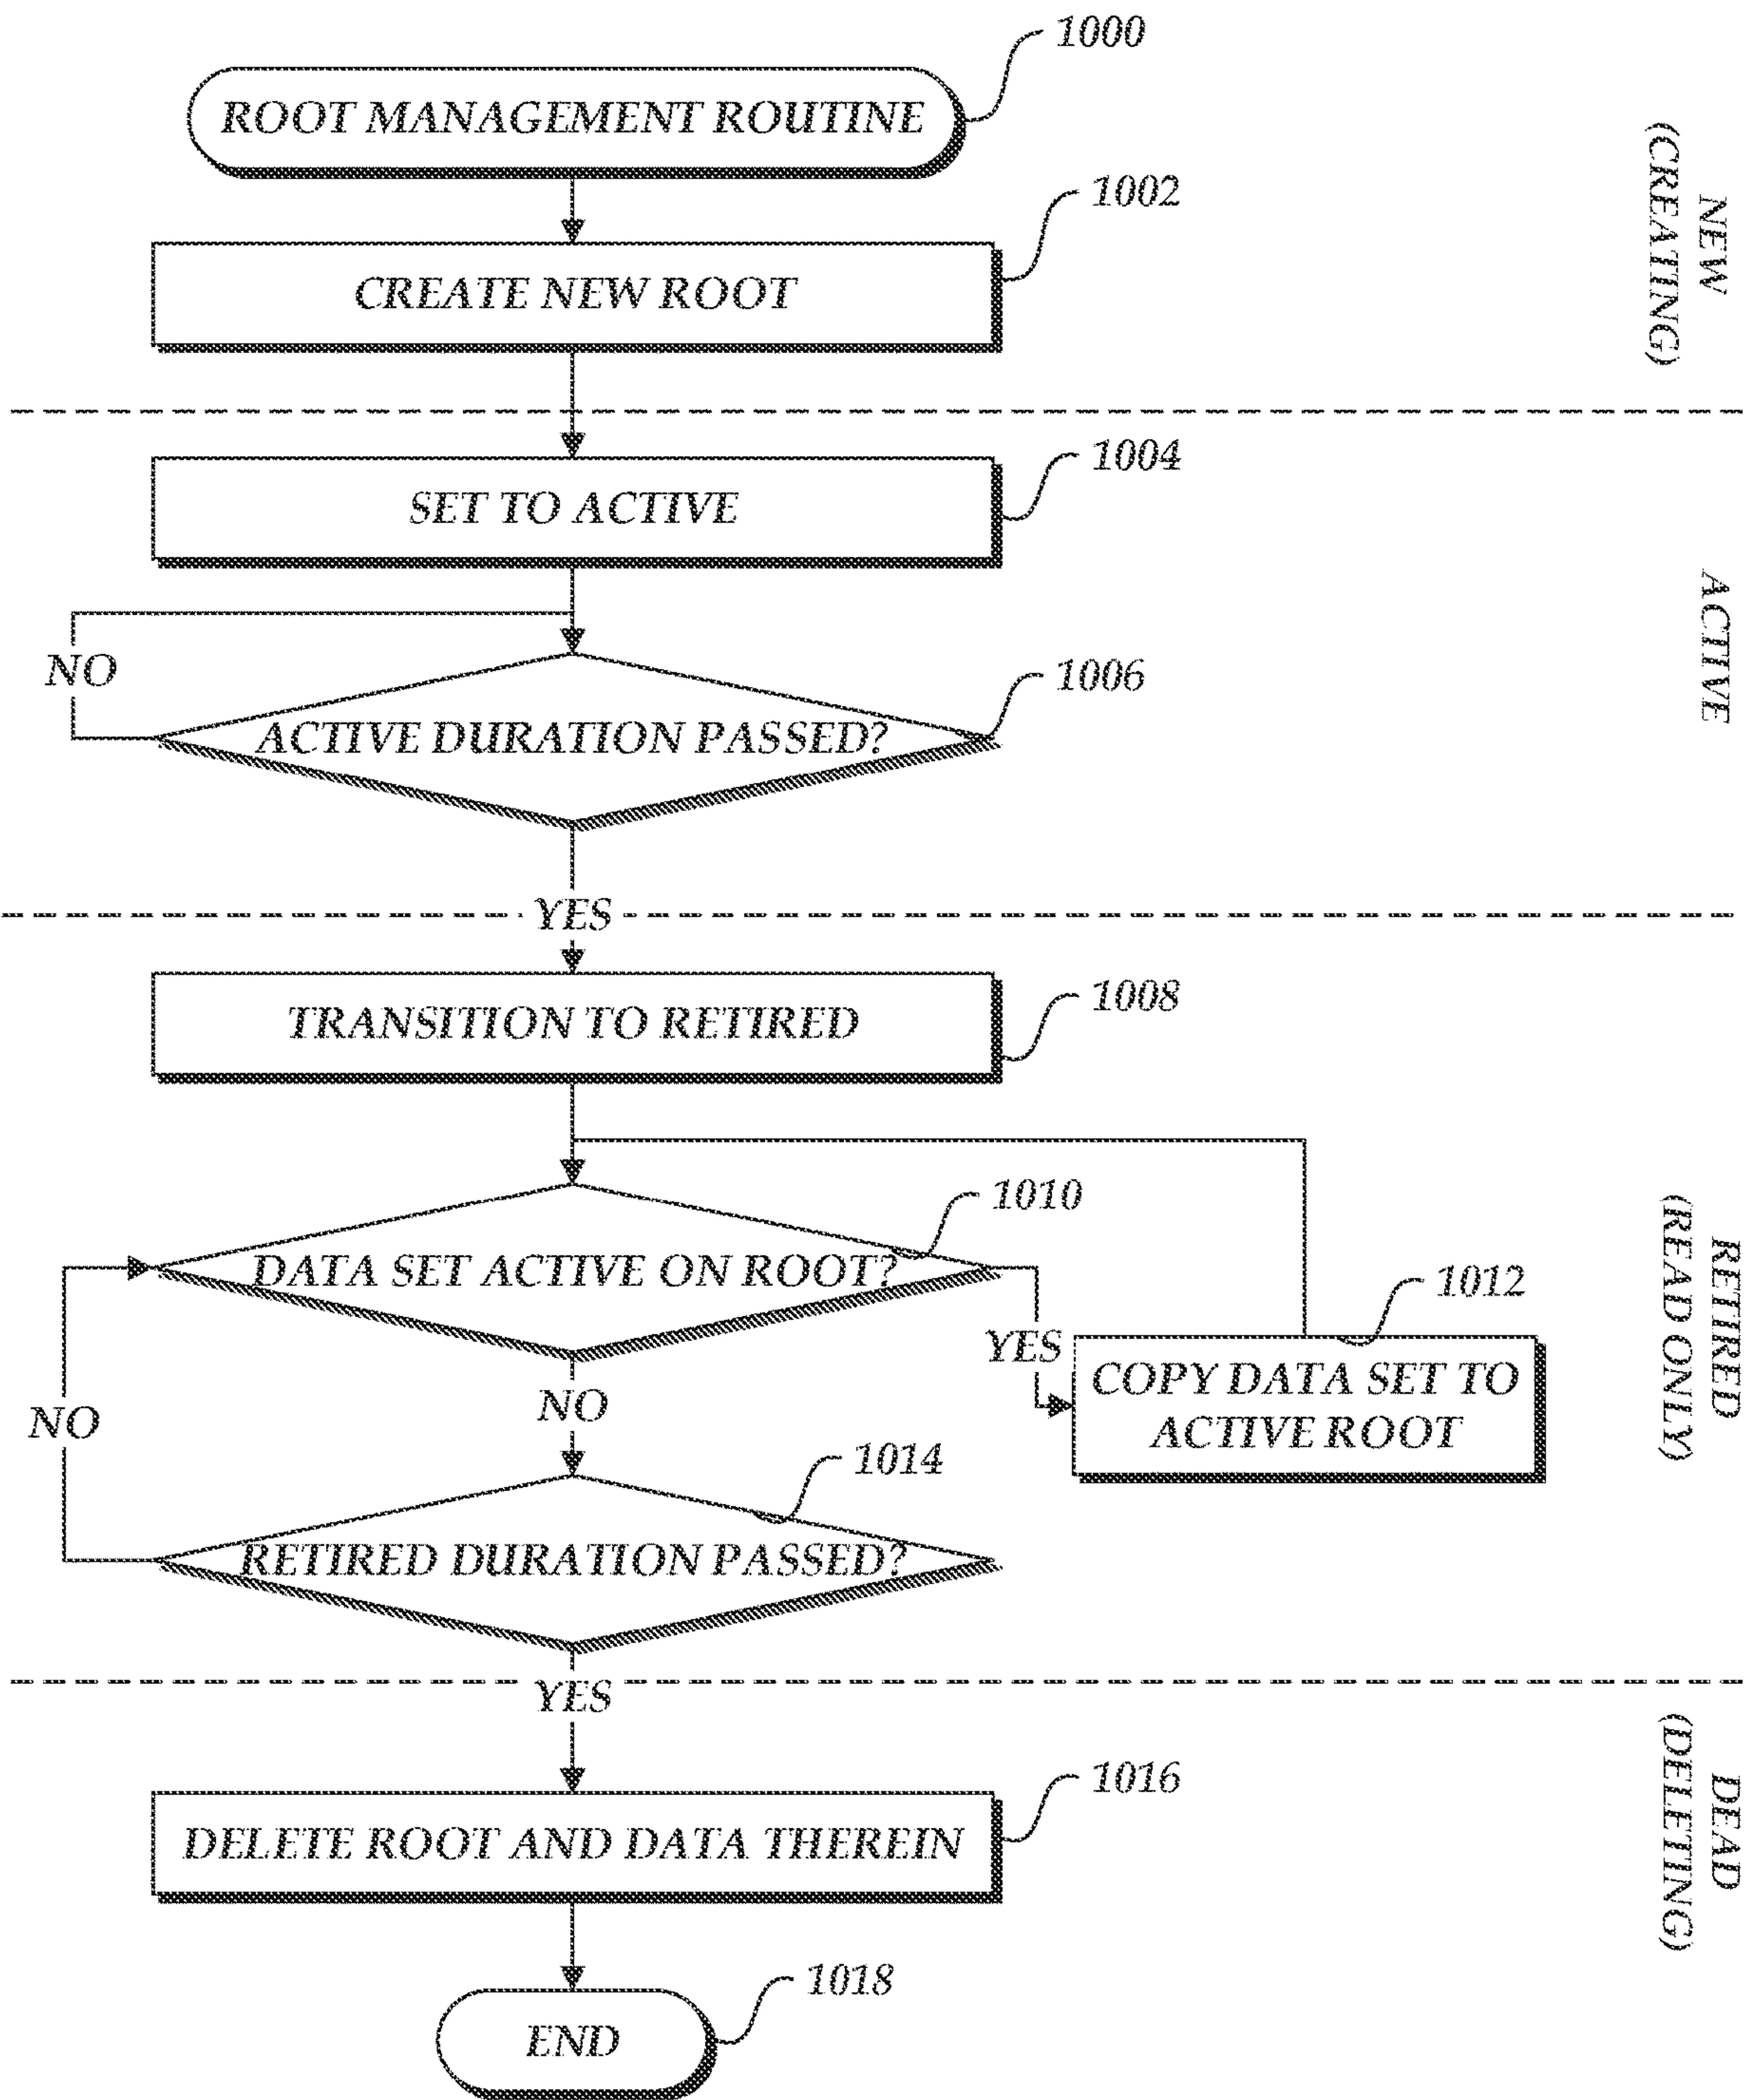 1000
ROOT MANAGEMENT ROUTINE
1002
CREATE NEW ROOT
NEW
(CREATING)
1004
SET TO ACTIVE
NO
1006
ACTIVE DURATION PASSED?
ACTIVE
YES
1008
TRANSITION TO RETIRED
1010
DATA SET ACTIVE ON ROOT?
1012
YES
COPY DATA SET TO
ACTIVE ROOT
NO
NO
1014
RETIRED DURATION PASSED?
RETIRED
(READ ONLY)
YES
1016
DELETE ROOT AND DATA THEREIN
DEAD
(DELETING)
1018
END